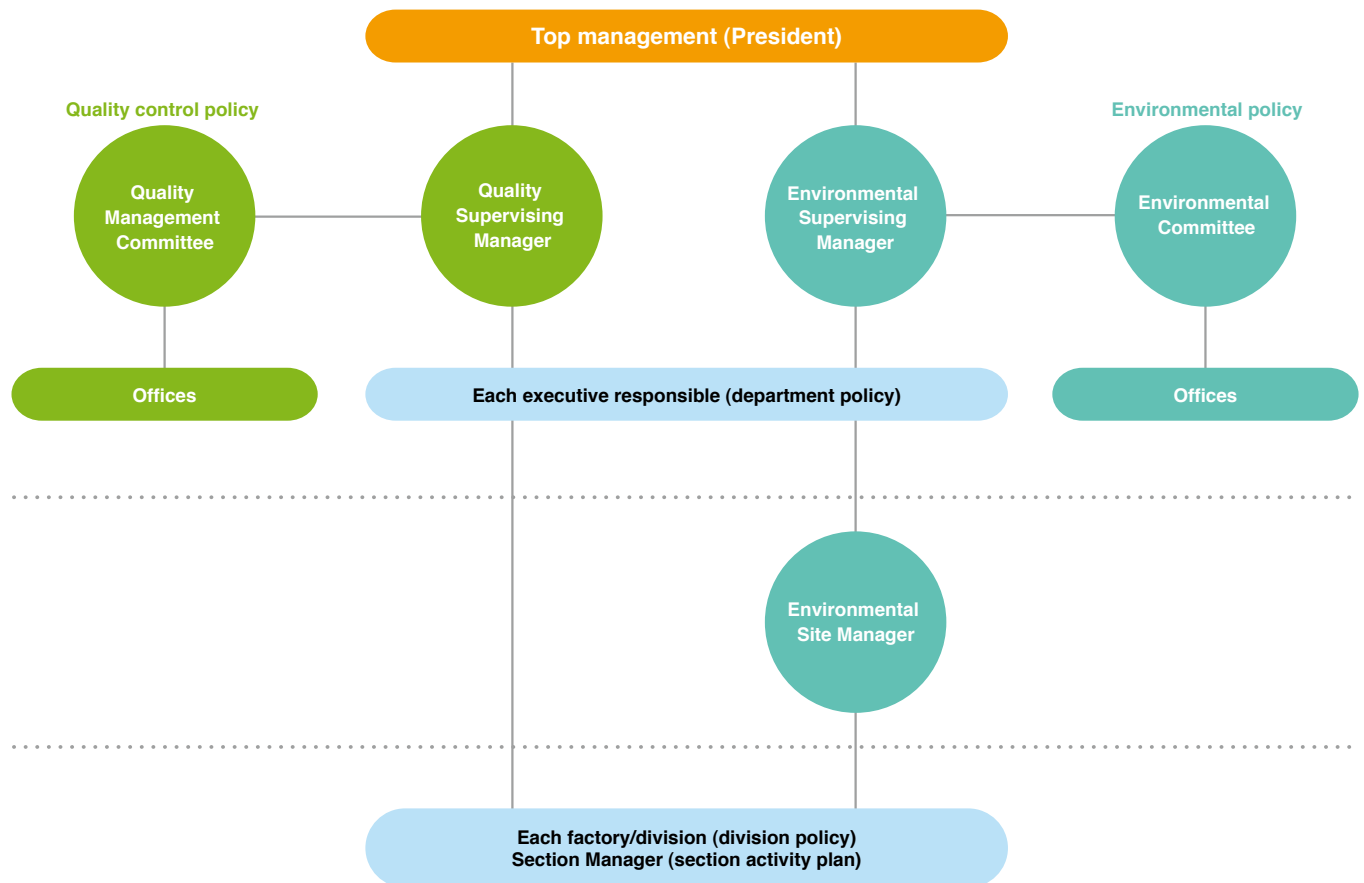 Top management (President)
Quality control policy
Environmental policy
Quality
Management
Committee
Quality
Supervising
Manager
Environmental
Supervising
Manager
Environmental
Committee
Offices
Each executive responsible (department policy)
Offices
Environmental
Site Manager
Each factory/division (division policy)
Section Manager (section activity plan)